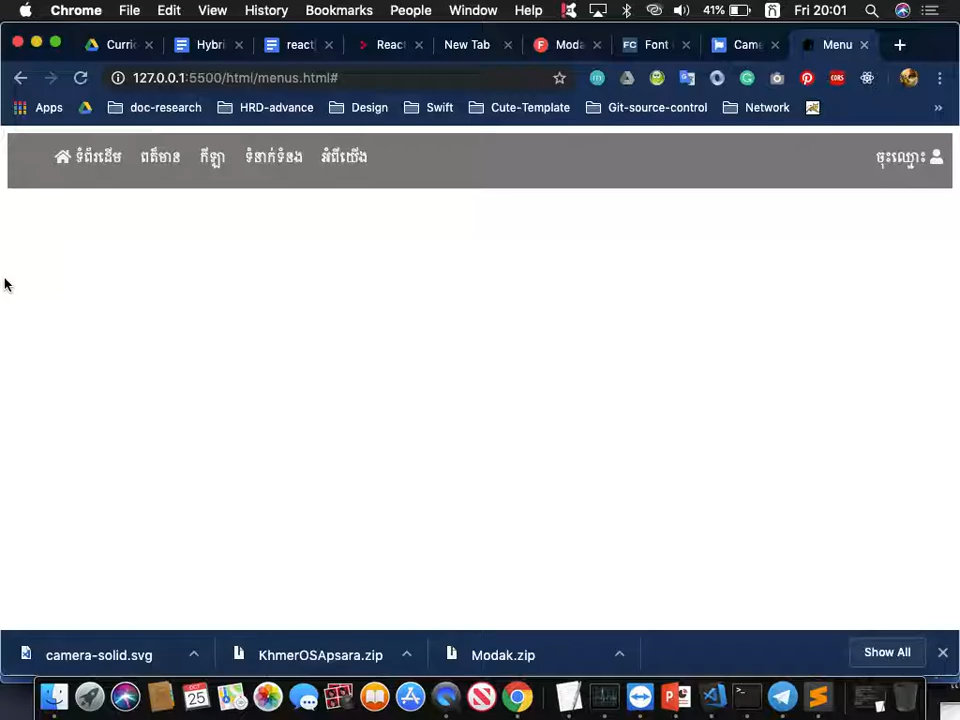 Chrome File Edit View History Bookmarks People Window Help 41% Fri 20:01
Curri Hybri react React New Tab Moda Font Came Menu
127.0.0.1:5500/html/menus.html#
Apps doc-research HRD-advance Design Swift Cute-Template Git-source-control Network »
ទំព័រដើម ពត៌មាន កីឡា ទំនាក់ទំនង អំពីយើង ចុះឈ្មោះ
camera-solid.svg KhmerOSApsara.zip Modak.zip Show All